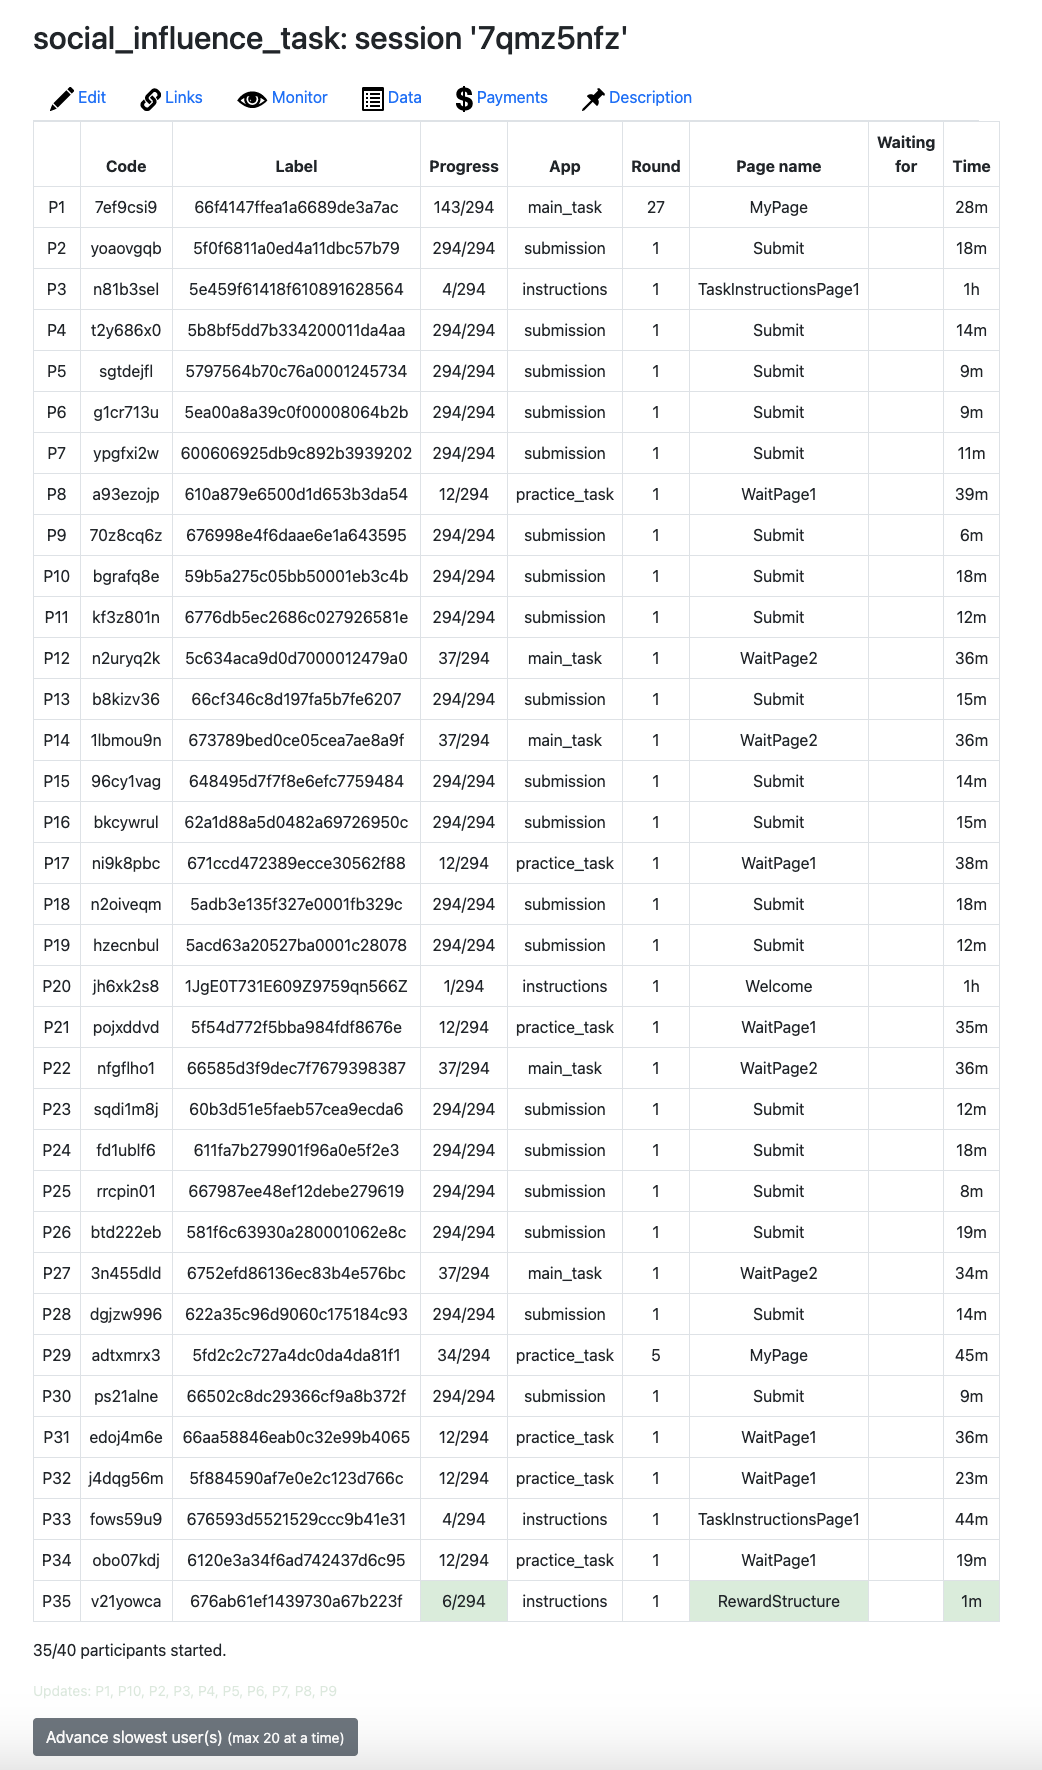 social_influence_task: session '7qmz5nfz'
Edit Links Monitor Data Payments Description
Code Label Progress App Round Page name Waiting for Time
P1 7ef9csi9 66f4147ffea1a6689de3a7ac 143/294 main_task 27 MyPage 28m
P2 yoaovgqb 5f0f6811a0ed4a11dbc57b79 294/294 submission 1 Submit 18m
P3 n81b3sel 5e459f61418f610891628564 4/294 instructions 1 TaskInstructionsPage1 1h
P4 t2y686x0 5b8bf5dd7b334200011da4aa 294/294 submission 1 Submit 14m
P5 sgtdejfl 5797564b70c76a0001245734 294/294 submission 1 Submit 9m
P6 g1cr713u 5ea00a8a39c0f00008064b2b 294/294 submission 1 Submit 9m
P7 ypgfxi2w 600606925db9c892b3939202 294/294 submission 1 Submit 11m
P8 a93ezojp 610a879e6500d1d653b3da54 12/294 practice_task 1 WaitPage1 39m
P9 70z8cq6z 676998e4f6daae6e1a643595 294/294 submission 1 Submit 6m
P10 bgrafq8e 59b5a275c05bb50001eb3c4b 294/294 submission 1 Submit 18m
P11 kf3z801n 6776db5ec2686c027926581e 294/294 submission 1 Submit 12m
P12 n2uryq2k 5c634aca9d0d7000012479a0 37/294 main_task 1 WaitPage2 36m
P13 b8kizv36 66cf346c8d197fa5b7fe6207 294/294 submission 1 Submit 15m
P14 1lbmou9n 673789bed0ce05cea7ae8a9f 37/294 main_task 1 WaitPage2 36m
P15 96cy1vag 648495d7f7f8e6efc7759484 294/294 submission 1 Submit 14m
P16 bkcywrul 62a1d88a5d0482a69726950c 294/294 submission 1 Submit 15m
P17 ni9k8pbc 671ccd472389ecce30562f88 12/294 practice_task 1 WaitPage1 38m
P18 n2oiveqm 5adb3e135f327e0001fb329c 294/294 submission 1 Submit 18m
P19 hzecnbul 5acd63a20527ba0001c28078 294/294 submission 1 Submit 12m
P20 jh6xk2s8 1JgE0T731E609Z9759qn566Z 1/294 instructions 1 Welcome 1h
P21 pojxddvd 5f54d772f5bba984fdf8676e 12/294 practice_task 1 WaitPage1 35m
P22 nfgflho1 66585d3f9dec7f7679398387 37/294 main_task 1 WaitPage2 36m
P23 sqdi1m8j 60b3d51e5faeb57cea9ecda6 294/294 submission 1 Submit 12m
P24 fd1ublf6 611fa7b279901f96a0e5f2e3 294/294 submission 1 Submit 18m
P25 rrcpin01 667987ee48ef12debe279619 294/294 submission 1 Submit 8m
P26 btd222eb 581f6c63930a280001062e8c 294/294 submission 1 Submit 19m
P27 3n455dld 6752efd86136ec83b4e576bc 37/294 main_task 1 WaitPage2 34m
P28 dgjzw996 622a35c96d9060c175184c93 294/294 submission 1 Submit 14m
P29 adtxmrx3 5fd2c2c727a4dc0da4da81f1 34/294 practice_task 5 MyPage 45m
P30 ps21alne 66502c8dc29366cf9a8b372f 294/294 submission 1 Submit 9m
P31 edoj4m6e 66aa58846eab0c32e99b4065 12/294 practice_task 1 WaitPage1 36m
P32 j4dqg56m 5f884590af7e0e2c123d766c 12/294 practice_task 1 WaitPage1 23m
P33 fows59u9 676593d5521529ccc9b41e31 4/294 instructions 1 TaskInstructionsPage1 44m
P34 obo07kdj 6120e3a34f6ad742437d6c95 12/294 practice_task 1 WaitPage1 19m
P35 v21yowca 676ab61ef1439730a67b223f 6/294 instructions 1 RewardStructure 1m
35/40 participants started.
Updates: P1, P10, P2, P3, P4, P5, P6, P7, P8, P9
Advance slowest user(s) (max 20 at a time)